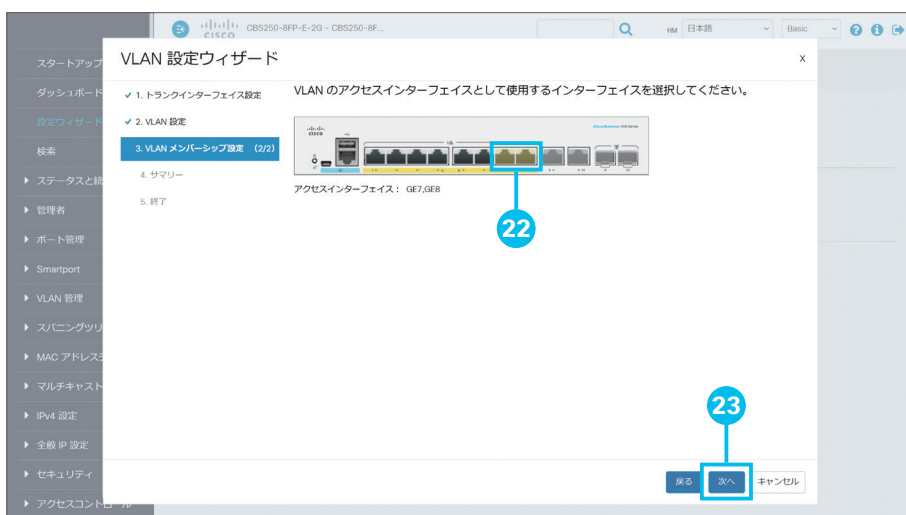 CISCO CBS250-8FP-E-2G - CBS250-8F... HM 日本語 Basic
スタートアップ
ダッシュボード
設定ウィザード
検索
ステータスと統
管理者
ポート管理
Smartport
VLAN 管理
スパニングツリ
MAC アドレステ
マルチキャスト
IPv4 設定
全般 IP 設定
セキュリティ
アクセスコントロール
VLAN 設定ウィザード X
1. トランクインターフェイス設定
2. VLAN 設定
3. VLAN メンバーシップ設定 (2/2)
4. サマリー
5. 終了
VLAN のアクセスインターフェイスとして使用するインターフェイスを選択してください。
CISCO
アクセスインターフェイス： GE7,GE8
22
23
戻る 次へ キャンセル